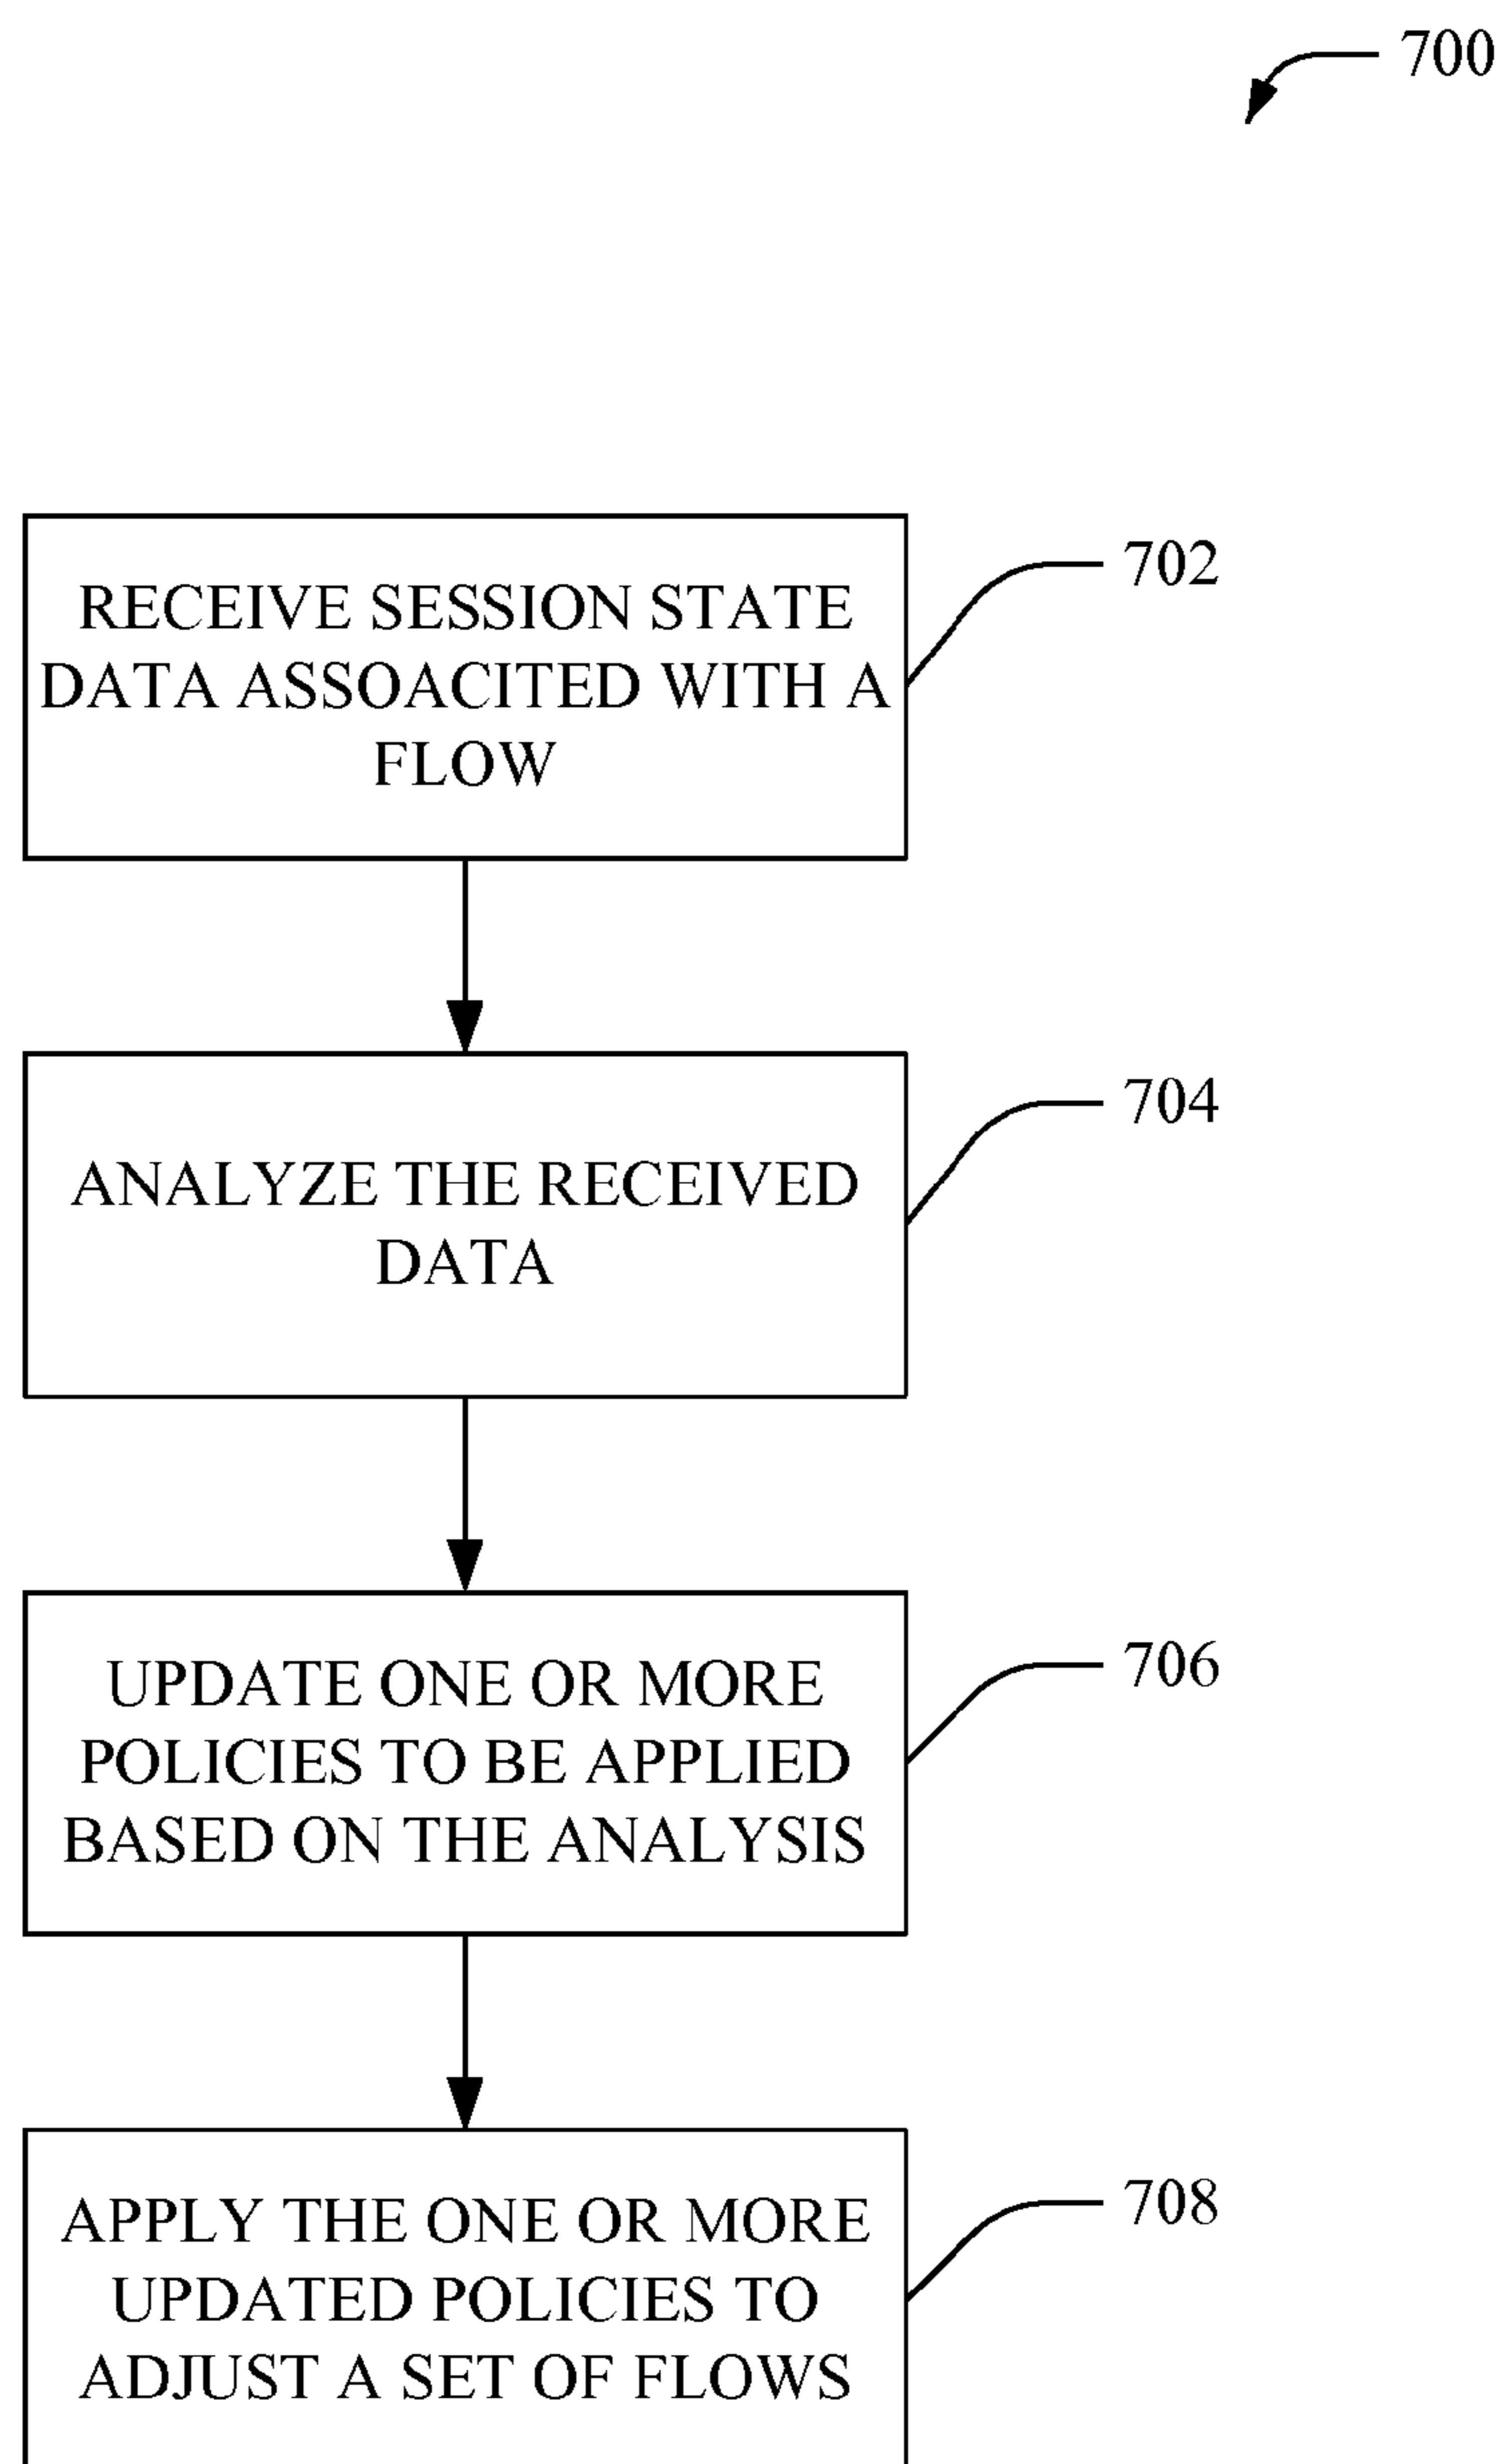 700
RECEIVE SESSION STATE
DATA ASSOACITED WITH A
FLOW
702
ANALYZE THE RECEIVED
DATA
704
UPDATE ONE OR MORE
POLICIES TO BE APPLIED
BASED ON THE ANALYSIS
706
APPLY THE ONE OR MORE
UPDATED POLICIES TO
ADJUST A SET OF FLOWS
708